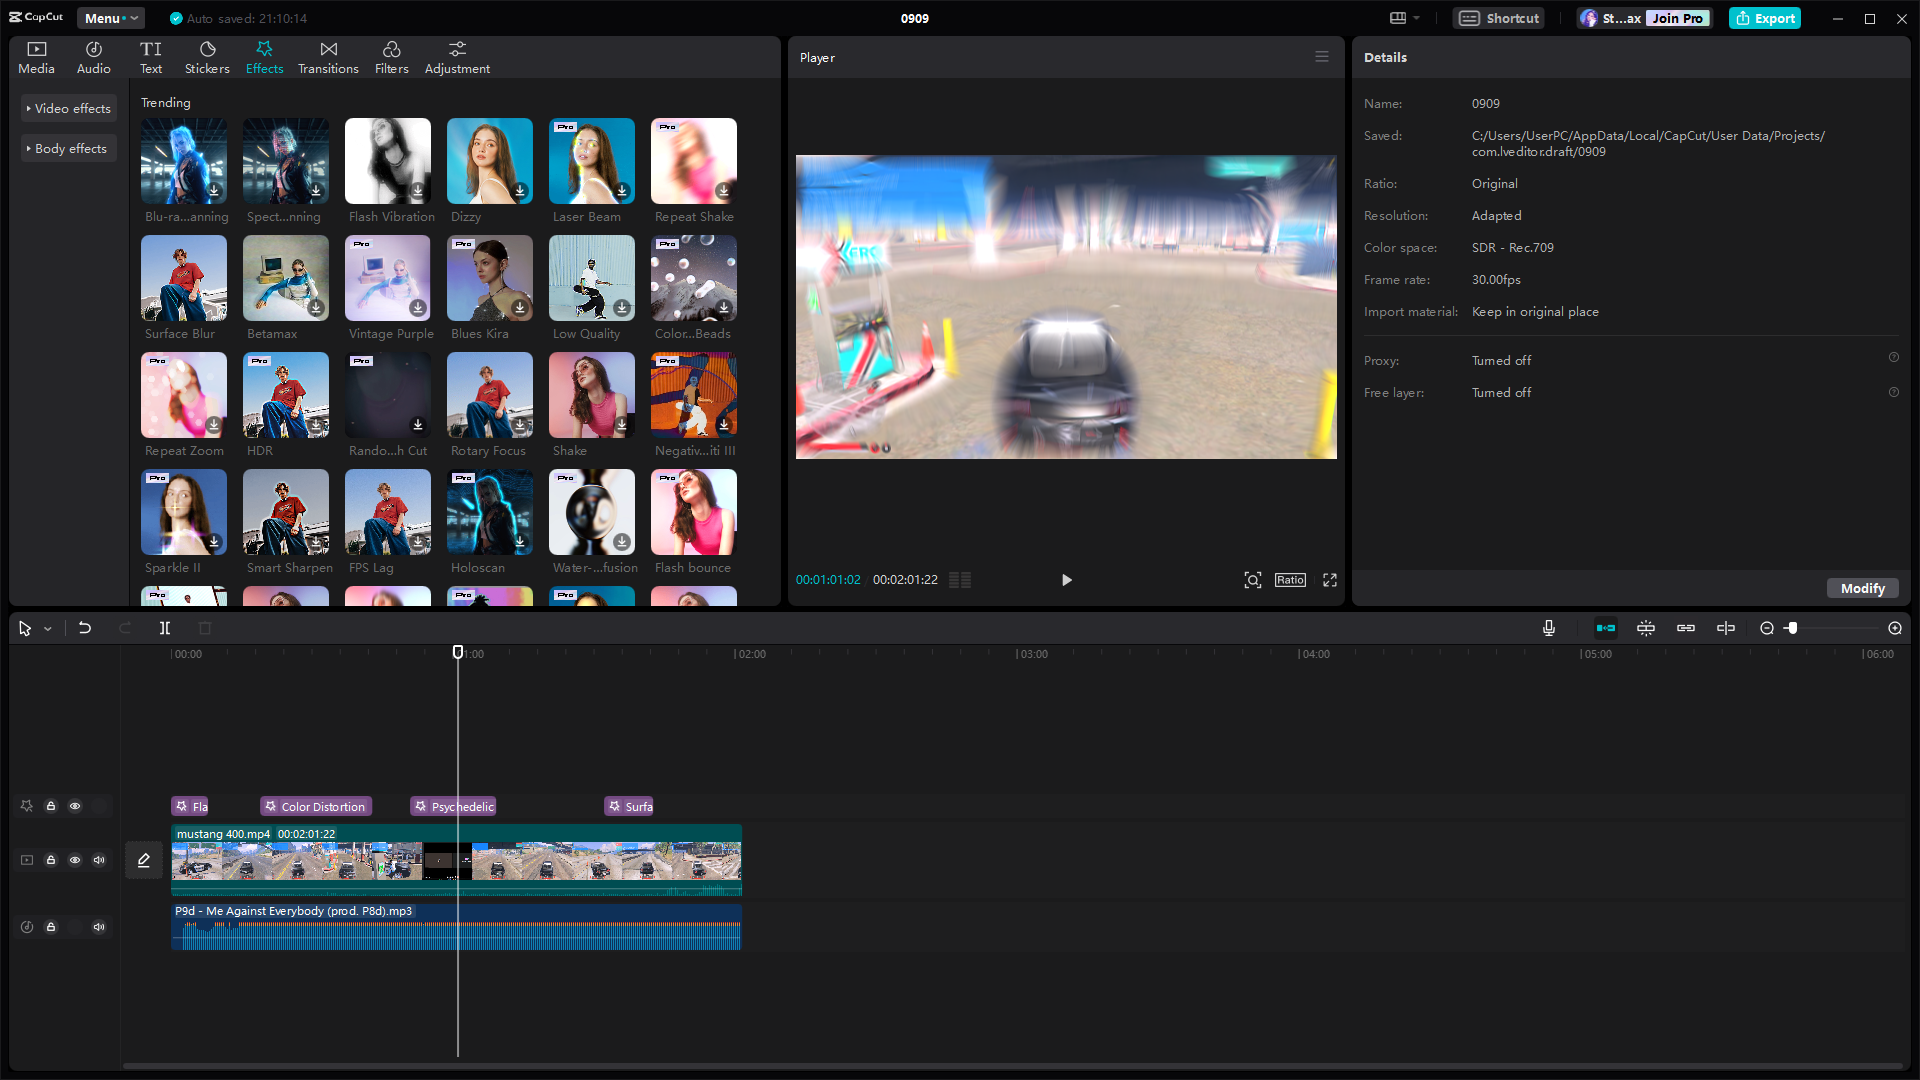 CapCut
Menu
Auto saved: 21:10:14
0909
Shortcut
St...ax
Join Pro
Export
Media
Audio
TI
Text
Stickers
Effects
Transitions
Filters
Adjustment
Video effects
Body effects
Trending
Pro
Pro
Blu-ra...anning
Spect...nning
Flash Vibration
Dizzy
Laser Beam
Repeat Shake
Pro
Pro
Pro
Surface Blur
Betamax
Vintage Purple
Blues Kira
Low Quality
Color...Beads
Pro
Pro
Pro
Pro
Repeat Zoom
HDR
Rando...h Cut
Rotary Focus
Shake
Negativ...iti III
Pro
Pro
Pro
Pro
Sparkle II
Smart Sharpen
FPS Lag
Holoscan
Water-...fusion
Flash bounce
Pro
Pro
Pro
Player
00:01:01:02
00:02:01:22
Ratio
Details
Name:
0909
Saved:
C:/Users/UserPC/AppData/Local/CapCut/User Data/Projects/
com.lveditor.draft/0909
Ratio:
Original
Resolution:
Adapted
Color space:
SDR - Rec.709
Frame rate:
30.00fps
Import material:
Keep in original place
Proxy:
Turned off
Free layer:
Turned off
Modify
00:00
1:00
02:00
03:00
04:00
05:00
06:00
Fla
Color Distortion
Psychedelic
Surfa
mustang 400.mp4
00:02:01:22
P9d - Me Against Everybody (prod. P8d).mp3